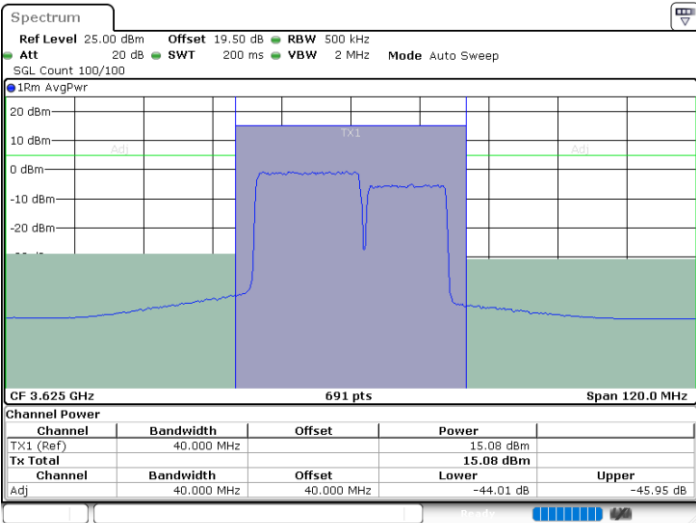 Spectrum
Ref Level 25.00 dBm Offset 19.50 dB RBW 500 kHz
Att 20 dB SWT 200 ms VBW 2 MHz Mode Auto Sweep
SGL Count 100/100
1Rm AvgPwr
20 dBm
TX1
10 dBm
Adj Adj
0 dBm
-10 dBm
-20 dBm
CF 3.625 GHz 691 pts Span 120.0 MHz
Channel Power
Channel Bandwidth Offset Power
TX1 (Ref) 40.000 MHz 15.08 dBm
Tx Total 15.08 dBm
Channel Bandwidth Offset Lower Upper
Adj 40.000 MHz 40.000 MHz -44.01 dB -45.95 dB
Ready